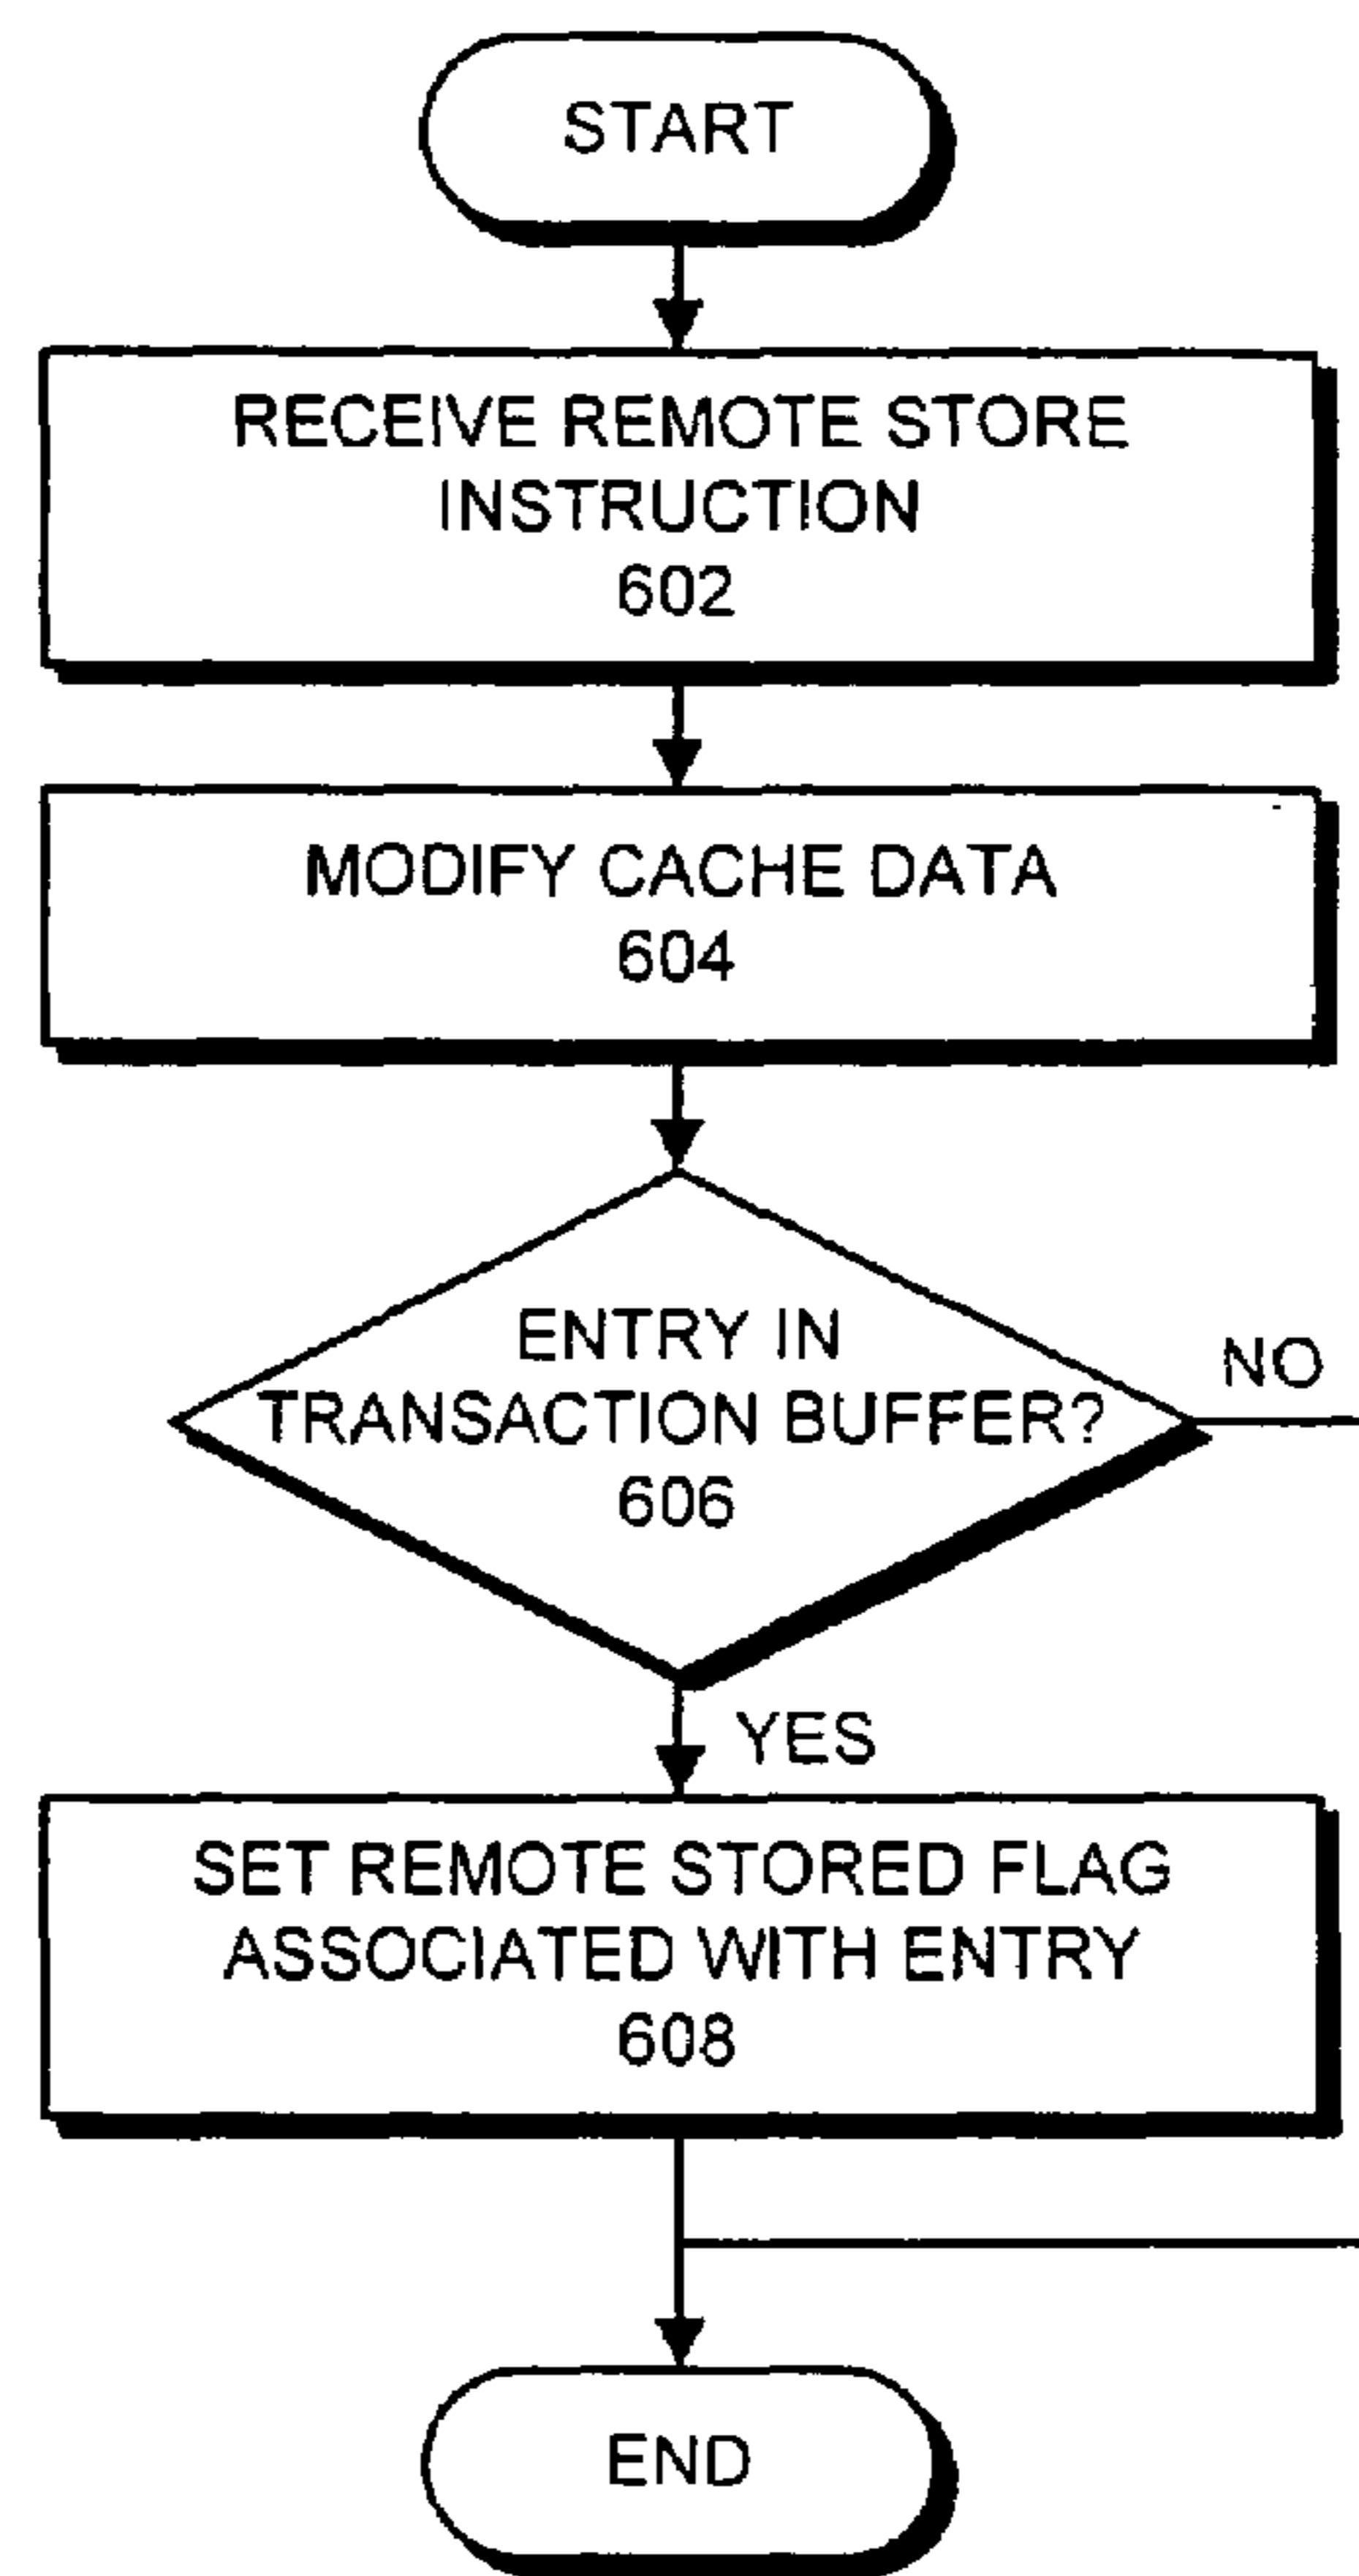 START
RECEIVE REMOTE STORE
INSTRUCTION
602
MODIFY CACHE DATA
604
ENTRY IN
TRANSACTION BUFFER?
606
NO
YES
SET REMOTE STORED FLAG
ASSOCIATED WITH ENTRY
608
END